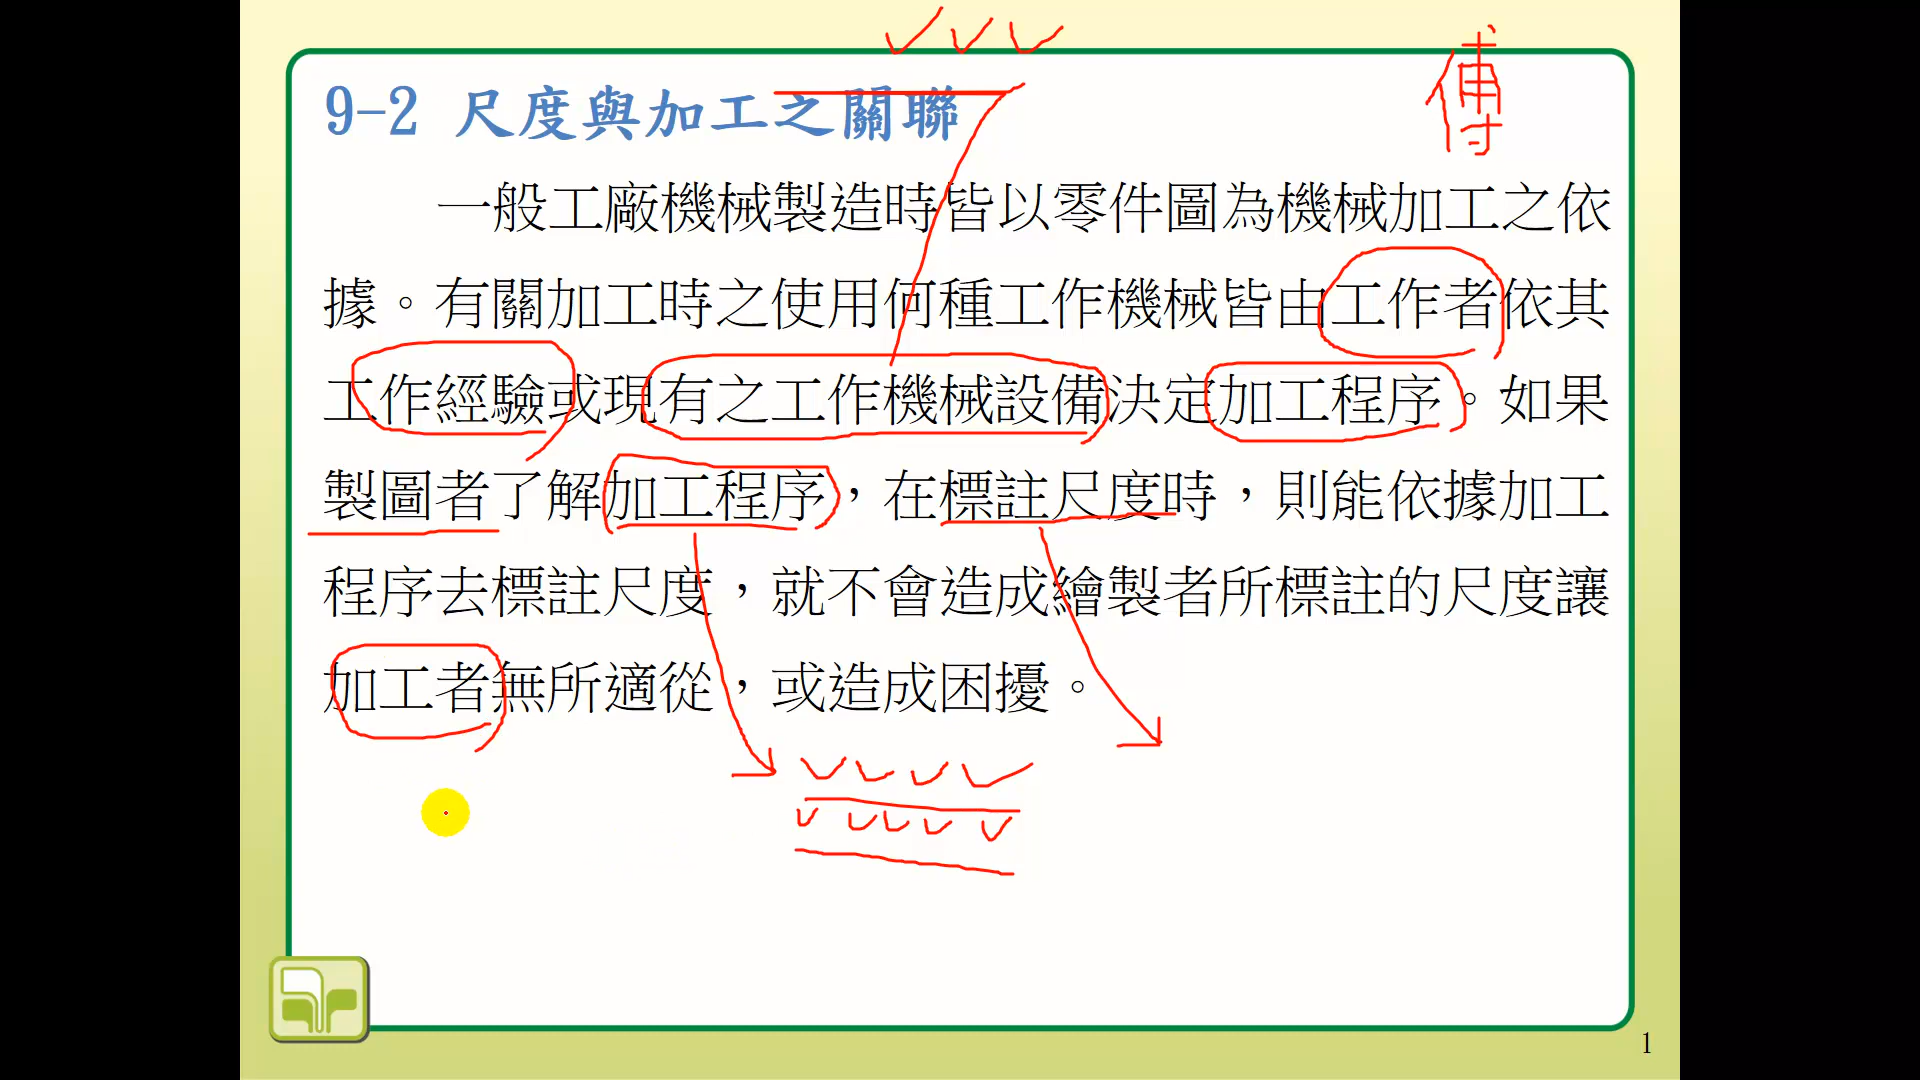 傅
9-2 尺度與加工之關聯
一般工廠機械製造時皆以零件圖為機械加工之依
據。有關加工時之使用何種工作機械皆由工作者依其
工作經驗或現有之工作機械設備決定加工程序。如果
製圖者了解加工程序，在標註尺度時，則能依據加工
程序去標註尺度，就不會造成繪製者所標註的尺度讓
加工者無所適從，或造成困擾。
1